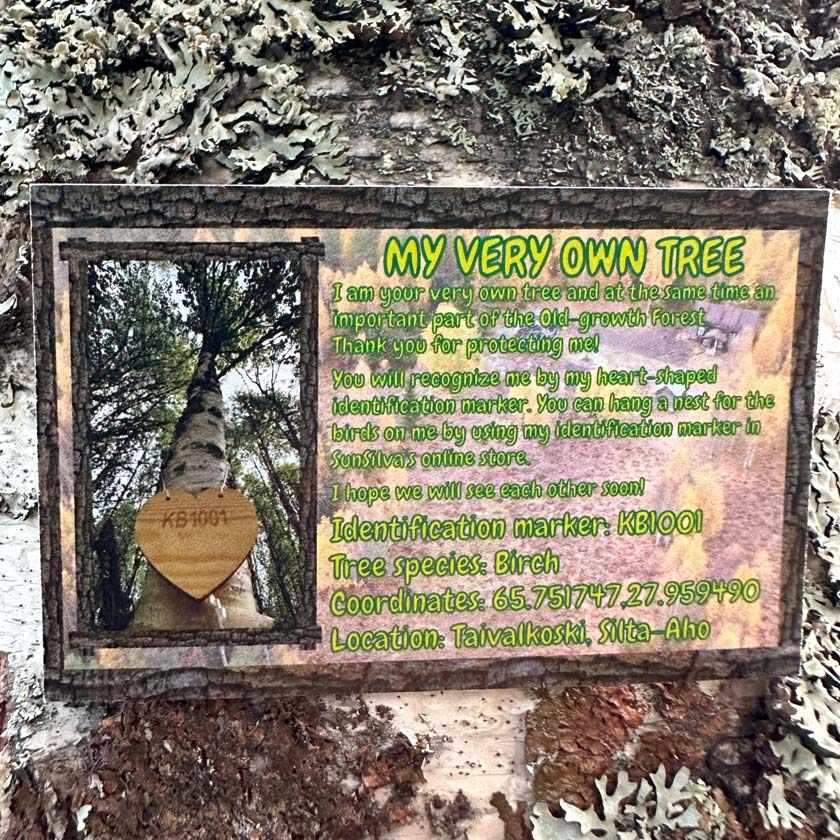 MY VERY OWN TREE
I am your very own tree and at the same time an
important part of the Old-growth Forest
Thank you for protecting me!
You will recognize me by my heart-shaped
identification marker. You can hang a nest for the
birds on me by using my identification marker in
SunSilva's online store.
I hope we will see each other soon!
Identification marker: KB1001
Tree species: Birch
Coordinates: 65.751747,27.959490
Location: Taivalkoski, Silta-Aho
KB1001